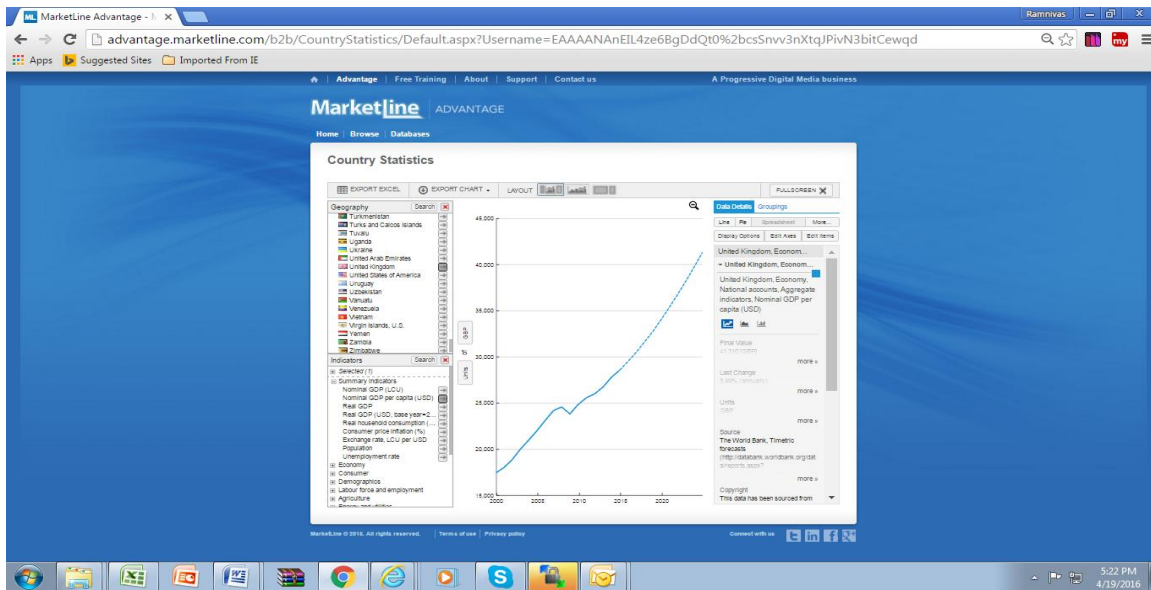 MarketLine Advantage -
Ramnivas
advantage.marketline.com/b2b/CountryStatistics/Default.aspx?Username=EAAAANAnEIL4ze6BgDdQt0%2bcsSnvv3nXtqJPivN3bitCewqd
Apps Suggested Sites Imported From IE
Advantage | Free Training | About | Support | Contact us
A Progressive Digital Media business
MarketLine ADVANTAGE
Home | Browse | Databases
Country Statistics
EXPORT EXCEL EXPORT CHART LAYOUT FULLSCREEN
Geography Search
Turkmenistan
Turks and Caicos Islands
Tuvalu
Uganda
Ukraine
United Arab Emirates
United Kingdom
United States of America
Uruguay
Uzbekistan
Vanuatu
Venezuela
Vietnam
Virgin Islands, U.S.
Yemen
Zambia
Zimbabwe
Indicators Search
Selected (1)
Summary Indicators
Nominal GDP (LCU)
Nominal GDP per capita (USD)
Real GDP
Real GDP (USD, base year=2...
Real household consumption (...
Consumer price inflation (%)
Exchange rate, LCU per USD
Population
Unemployment rate
Economy
Consumer
Demographics
Labour force and employment
Agriculture
Energy and utilities
GBP
Units
45,000
40,000
35,000
30,000
25,000
20,000
15,000
2000 2005 2010 2015 2020
Data Details Groupings
Line Pie Spreadsheet More...
Display Options Edit Axes Edit Items
United Kingdom, Econom...
United Kingdom, Econom...
United Kingdom, Economy,
National accounts, Aggregate
indicators, Nominal GDP per
capita (USD)
Final Value
more »
Last Change
more »
Units
GBP
more »
Source
The World Bank, Timetric
forecasts
more »
Copyright
This data has been sourced from
MarketLine © 2016. All rights reserved. | Terms of use | Privacy policy
Connect with us
5:22 PM
4/19/2016